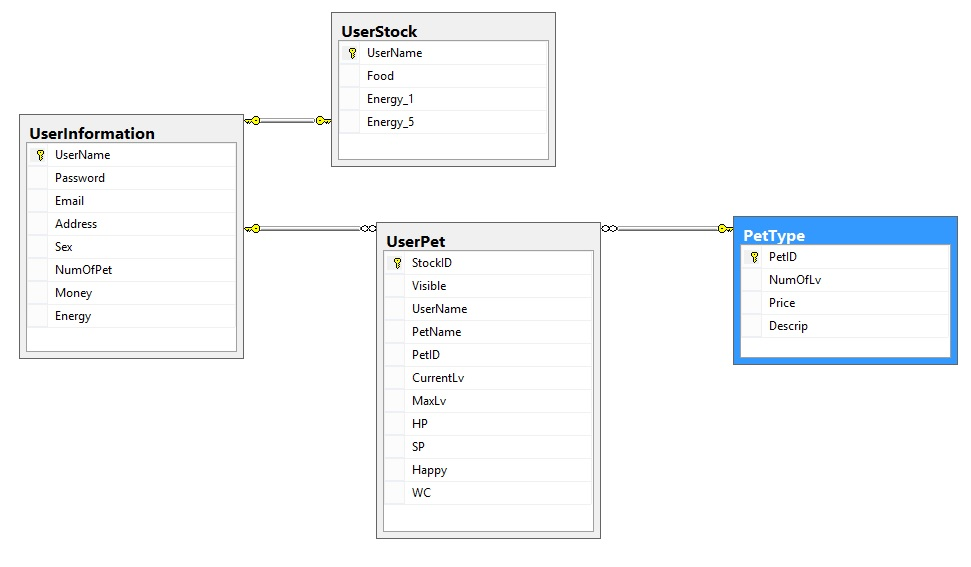 UserStock
UserName
Food
Energy_1
Energy_5
UserInformation
UserName
Password
Email
Address
Sex
NumOfPet
Money
Energy
UserPet
StockID
Visible
UserName
PetName
PetID
CurrentLv
MaxLv
HP
SP
Happy
WC
PetType
PetID
NumOfLv
Price
Descrip